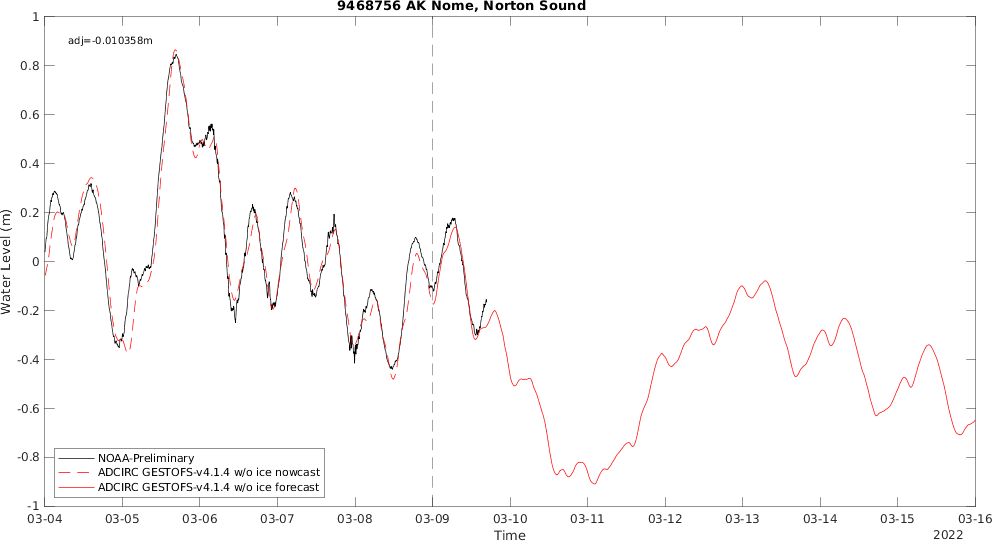 9468756 AK Nome, Norton Sound
adj=-0.010358m
1
0.8
0.6
0.4
0.2
0
-0.2
-0.4
-0.6
-0.8
-1
Water Level (m)
NOAA-Preliminary
ADCIRC GESTOFS-v4.1.4 w/o ice nowcast
ADCIRC GESTOFS-v4.1.4 w/o ice forecast
03-04 03-05 03-06 03-07 03-08 03-09 03-10 03-11 03-12 03-13 03-14 03-15 03-16
Time
2022